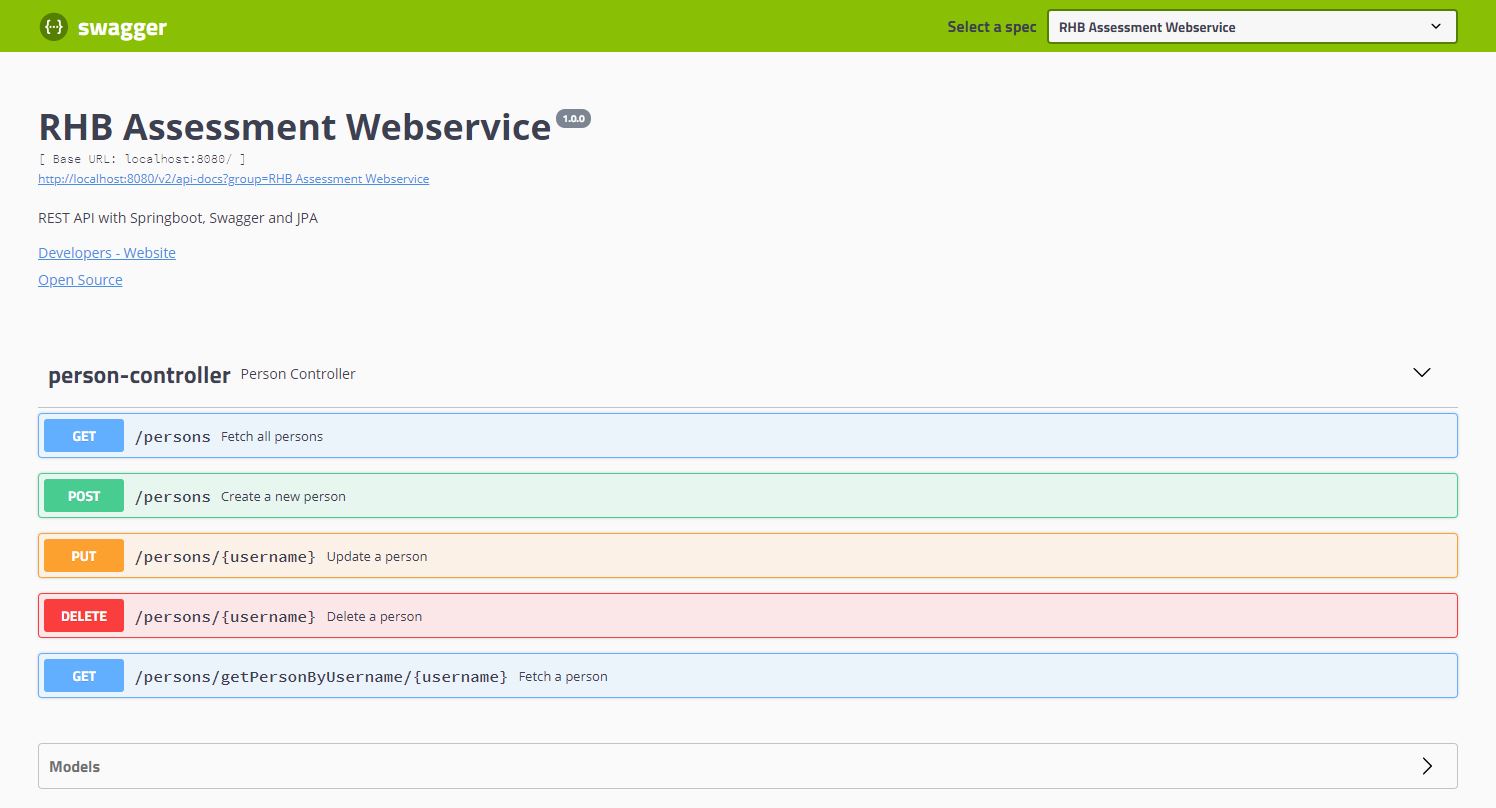 {···} swagger
Select a spec RHB Assessment Webservice
RHB Assessment Webservice 1.0.0
[ Base URL: localhost:8080/ ]
http://localhost:8080/v2/api-docs?group=RHB Assessment Webservice
REST API with Springboot, Swagger and JPA
Developers - Website
Open Source
person-controller Person Controller
GET /persons Fetch all persons
POST /persons Create a new person
PUT /persons/{username} Update a person
DELETE /persons/{username} Delete a person
GET /persons/getPersonByUsername/{username} Fetch a person
Models